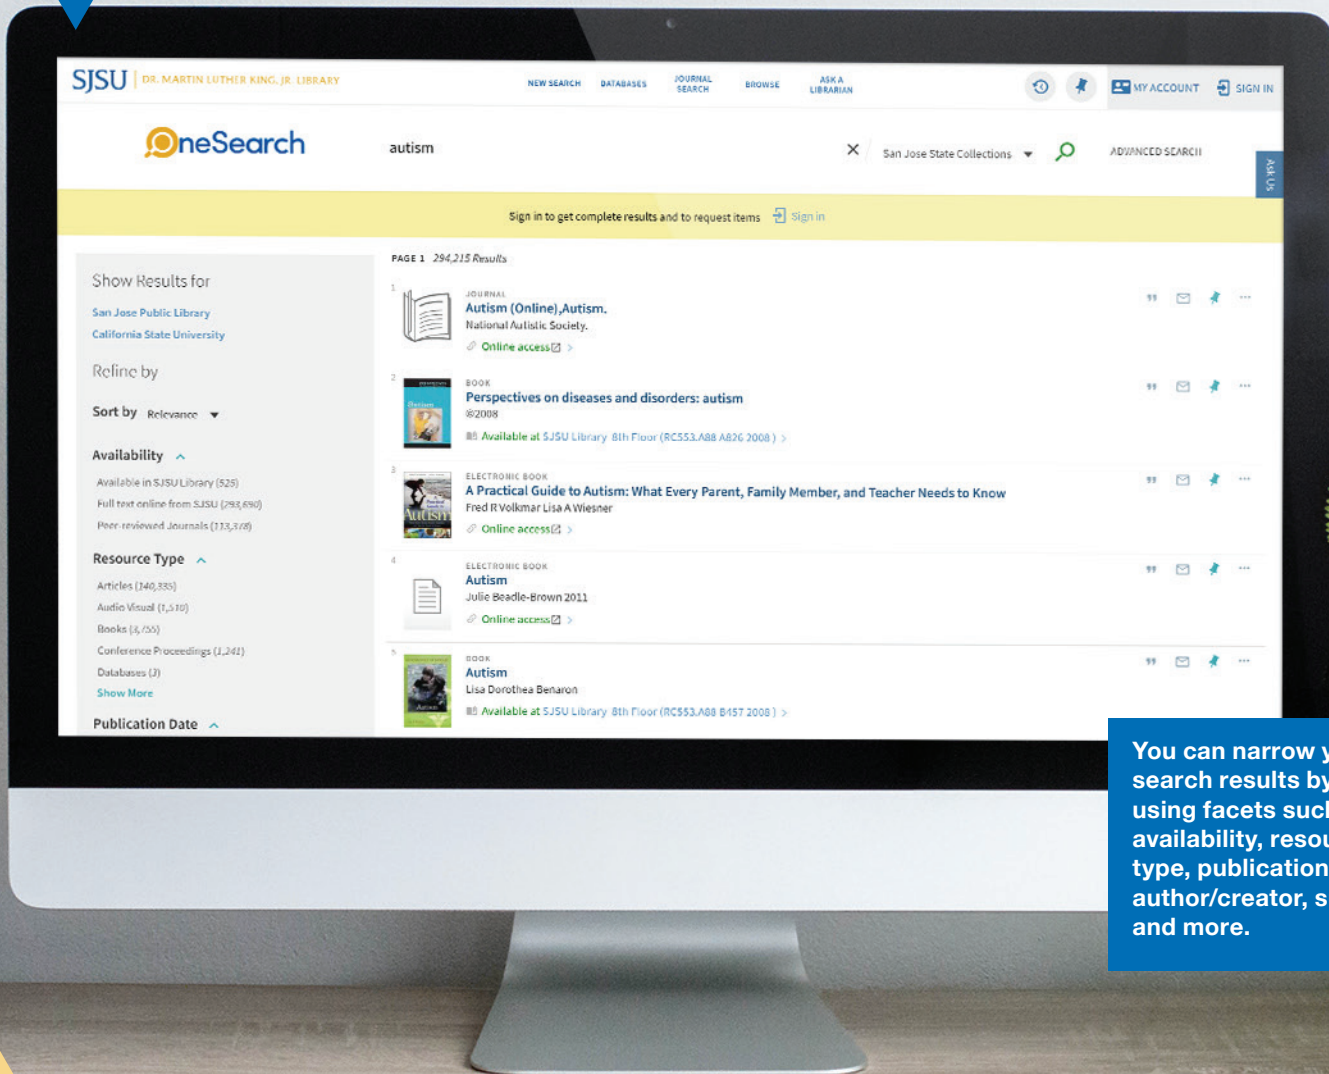 SJSU DR. MARTIN LUTHER KING, JR. LIBRARY
NEW SEARCH DATABASES JOURNAL SEARCH BROWSE ASK A LIBRARIAN MY ACCOUNT SIGN IN
OneSearch autism San Jose State Collections ADVANCED SEARCH
Ask Us
Sign in to get complete results and to request items Sign in
PAGE 1 294,215 Results
Show Results for
San Jose Public Library
California State University
Refine by
Sort by Relevance
Availability
Available in SJSU Library (525)
Full text online from SJSU (293,690)
Peer-reviewed Journals (113,378)
Resource Type
Articles (240,335)
Audio Visual (1,510)
Books (3,755)
Conference Proceedings (1,241)
Databases (3)
Show More
Publication Date
1
JOURNAL
Autism (Online),Autism.
National Autistic Society.
Online access
2
BOOK
Perspectives on diseases and disorders: autism
©2008
Available at SJSU Library 8th Floor (RC553.A88 A826 2008 )
3
Autism
ELECTRONIC BOOK
A Practical Guide to Autism: What Every Parent, Family Member, and Teacher Needs to Know
Fred R Volkmar Lisa A Wiesner
Online access
4
ELECTRONIC BOOK
Autism
Julie Beadle-Brown 2011
Online access
5
Autism
BOOK
Autism
Lisa Dorothea Benaron
Available at SJSU Library 8th Floor (RC553.A88 B457 2008 )
You can narrow y
search results by
using facets such
availability, resou
type, publication
author/creator, s
and more.